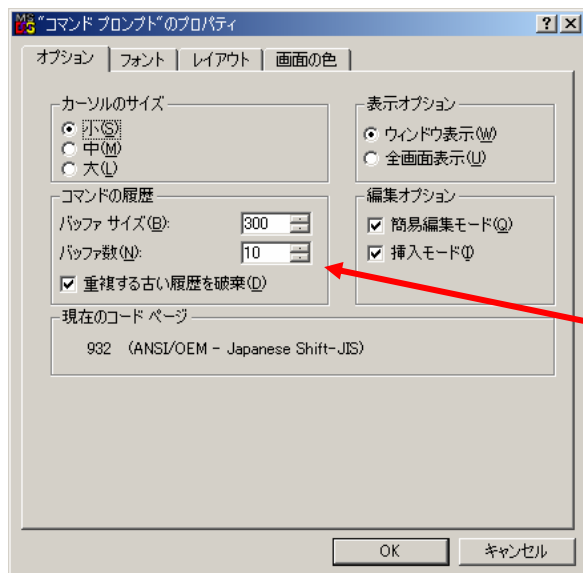 "コマンド プロンプト"のプロパティ
オプション フォント レイアウト 画面の色
カーソルのサイズ
小(S)
中(M)
大(L)
表示オプション
ウィンドウ表示(W)
全画面表示(U)
コマンドの履歴
バッファ サイズ(B): 300
バッファ数(N): 10
重複する古い履歴を破棄(D)
編集オプション
簡易編集モード(Q)
挿入モード(I)
現在のコード ページ
932 (ANSI/OEM - Japanese Shift-JIS)
OK キャンセル